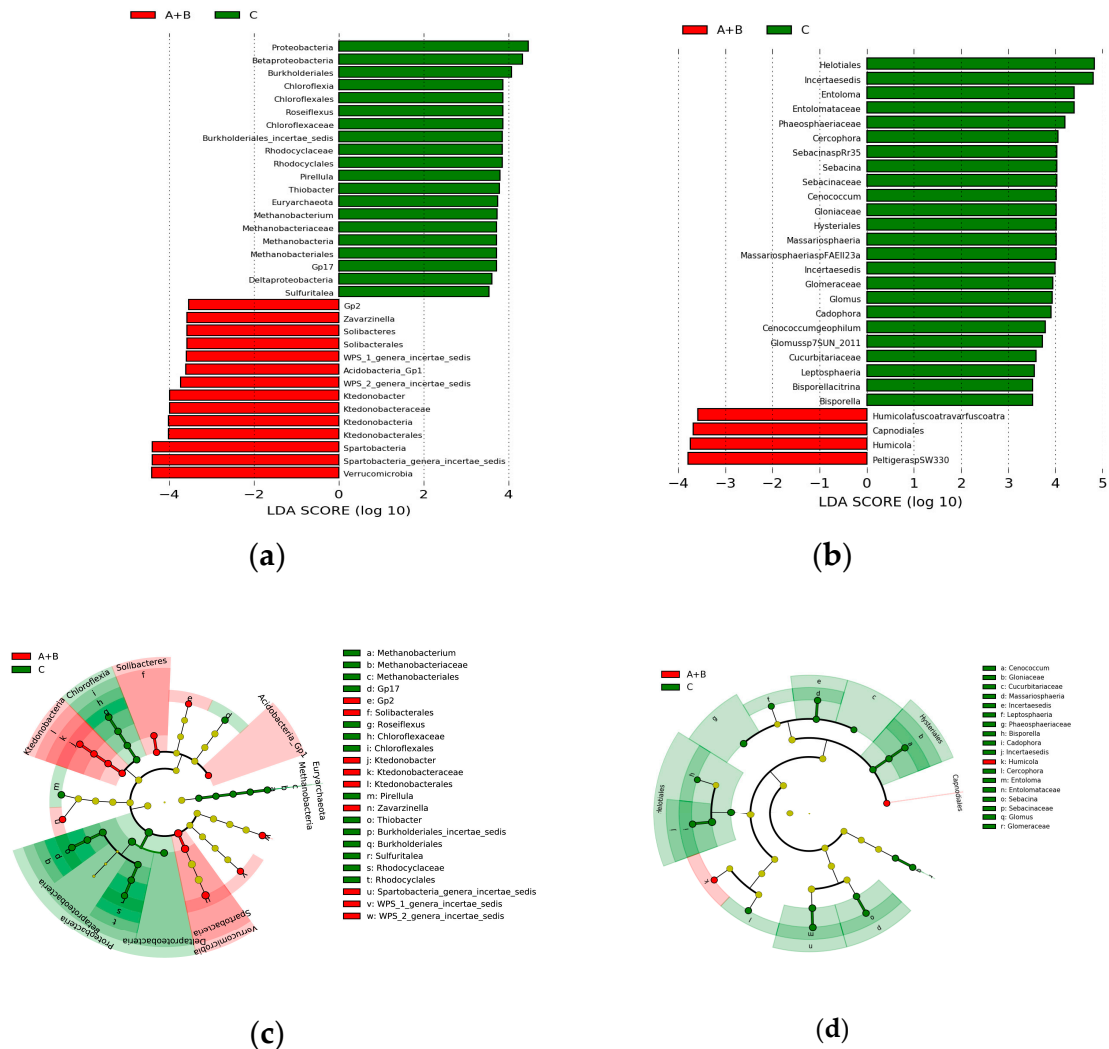 A+B
C
Proteobacteria
Betaproteobacteria
Burkholderiales
Chloroflexia
Chloroflexales
Roseiflexus
Chloroflexaceae
Burkholderiales_incertae_sedis
Rhodocyclaceae
Rhodocyclales
Pirellula
Thiobacter
Euryarchaeota
Methanobacterium
Methanobacteriaceae
Methanobacteria
Methanobacteriales
Gp17
Deltaproteobacteria
Sulfuritalea
Gp2
Zavarzinella
Solibacteres
Solibacterales
WPS_1_genera_incertae_sedis
Acidobacteria_Gp1
WPS_2_genera_incertae_sedis
Ktedonobacter
Ktedonobacteraceae
Ktedonobacteria
Ktedonobacterales
Spartobacteria
Spartobacteria_genera_incertae_sedis
Verrucomicrobia
−4 −2 0 2 4
LDA SCORE (log 10)
(a)
A+B
C
Helotiales
Incertaesedis
Entoloma
Entolomataceae
Phaeosphaeriaceae
Cercophora
SebacinaspRr35
Sebacina
Sebacinaceae
Cenococcum
Gloniaceae
Hysteriales
Massariosphaeria
MassariosphaeriaspFAEII23a
Incertaesedis
Glomeraceae
Glomus
Cadophora
Cenococcumgeophilum
Glomussp7SUN_2011
Cucurbitariaceae
Leptosphaeria
Bisporellacitrina
Bisporella
Humicolafuscoatravarfuscoatra
Capnodiales
Humicola
PeltigeraspSW330
−4 −3 −2 −1 0 1 2 3 4 5
LDA SCORE (log 10)
(b)
A+B
C
Ktedonobacteria
Chloroflexia
Solibacteres
Acidobacteria_Gp1
Euryarchaeota
Methanobacteria
Verrucomicrobia
Spartobacteria
Deltaproteobacteria
Proteobacteria
a: Methanobacterium
b: Methanobacteriaceae
c: Methanobacteriales
d: Gp17
e: Gp2
f: Solibacterales
g: Roseiflexus
h: Chloroflexaceae
i: Chloroflexales
j: Ktedonobacter
k: Ktedonobacteraceae
l: Ktedonobacterales
m: Pirellula
n: Zavarzinella
o: Thiobacter
p: Burkholderiales_incertae_sedis
q: Burkholderiales
r: Sulfuritalea
s: Rhodocyclaceae
t: Rhodocyclales
u: Spartobacteria_genera_incertae_sedis
v: WPS_1_genera_incertae_sedis
w: WPS_2_genera_incertae_sedis
(c)
A+B
C
Hysteriales
Capnodiales
a: Cenococcum
b: Gloniaceae
c: Cucurbitariaceae
d: Massariosphaeria
e: Incertaesedis
f: Leptosphaeria
g: Phaeosphaeriaceae
h: Bisporella
i: Cadophora
j: Incertaesedis
k: Humicola
l: Cercophora
m: Entoloma
n: Entolomataceae
o: Sebacina
p: Sebacinaceae
q: Glomus
r: Glomeraceae
(d)